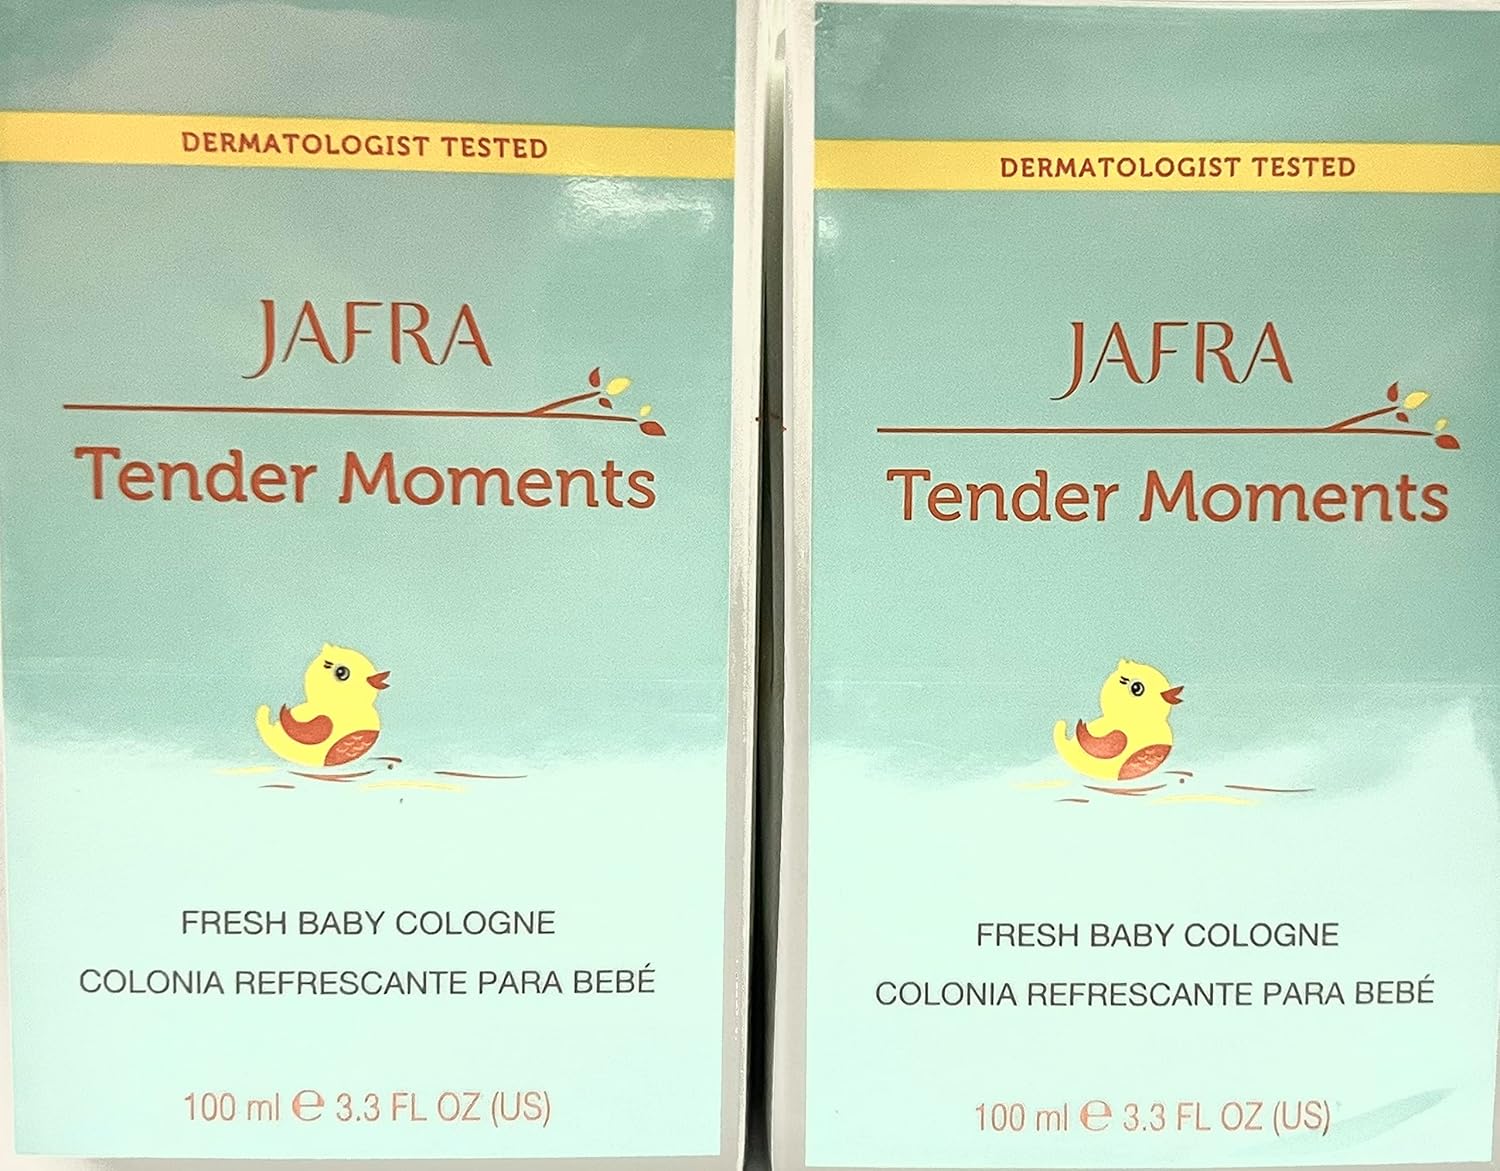 DERMATOLOGIST TESTED
JAFRA
Tender Moments
FRESH BABY COLOGNE
COLONIA REFRESCANTE PARA BEBÉ
100 ml ℮ 3.3 FL OZ (US)
DERMATOLOGIST TESTED
JAFRA
Tender Moments
FRESH BABY COLOGNE
COLONIA REFRESCANTE PARA BEBÉ
100 ml ℮ 3.3 FL OZ (US)